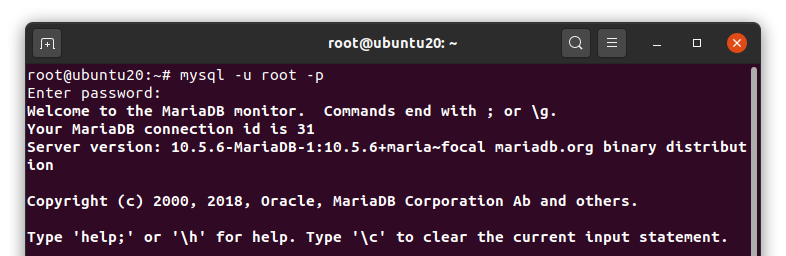 root@ubuntu20: ~
root@ubuntu20:~# mysql -u root -p
Enter password:
Welcome to the MariaDB monitor.  Commands end with ; or \g.
Your MariaDB connection id is 31
Server version: 10.5.6-MariaDB-1:10.5.6+maria~focal mariadb.org binary distribut
ion
Copyright (c) 2000, 2018, Oracle, MariaDB Corporation Ab and others.
Type 'help;' or '\h' for help. Type '\c' to clear the current input statement.